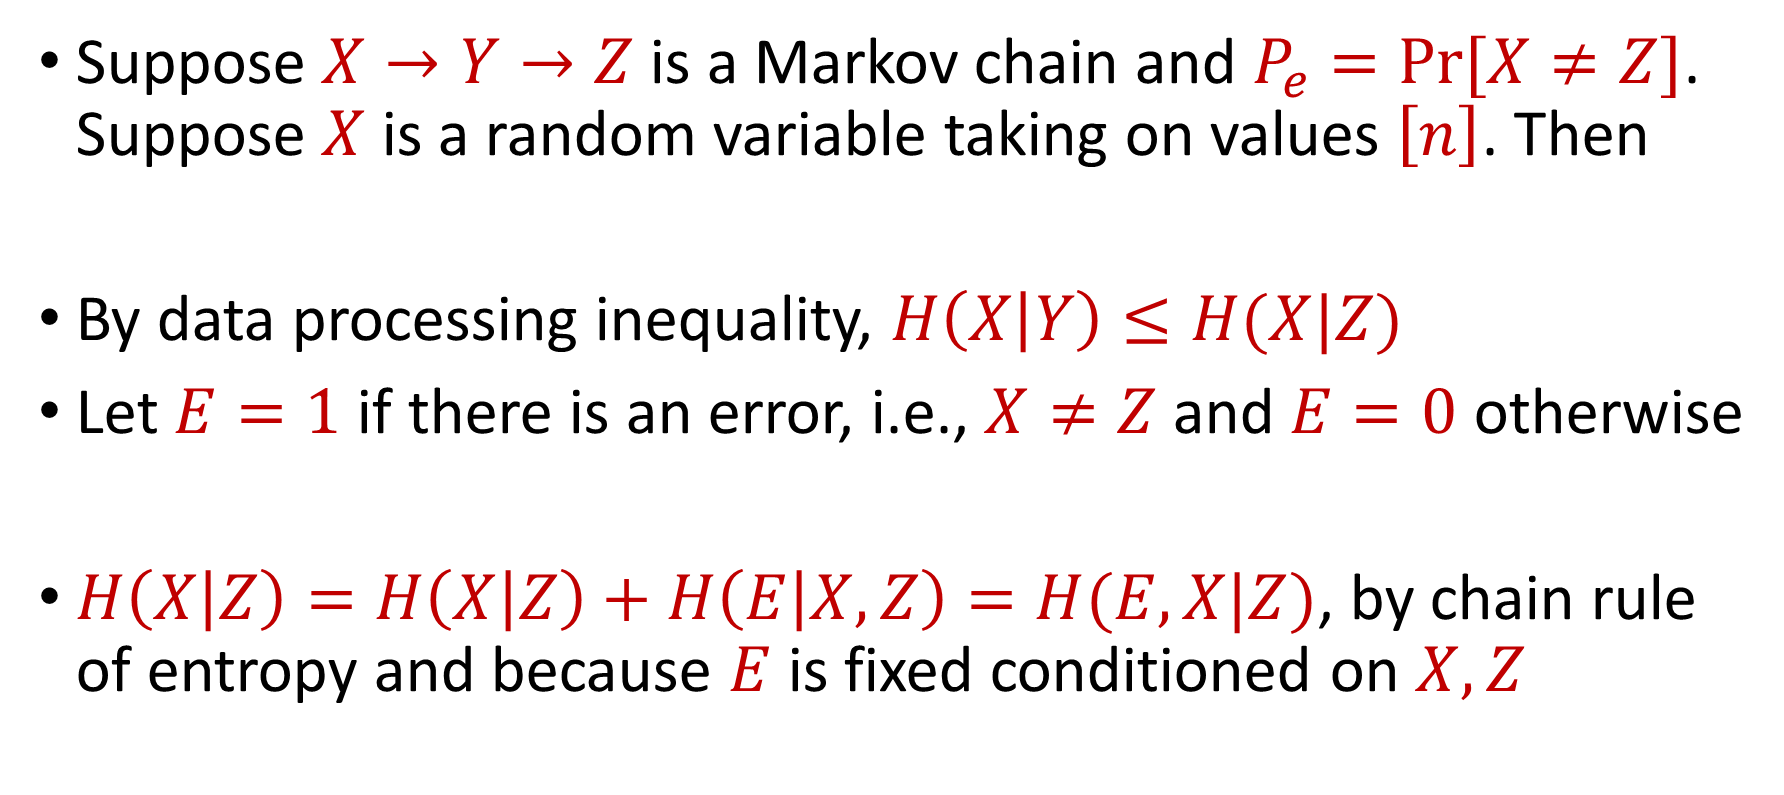 • Suppose X → Y → Z is a Markov chain and Pₑ = Pr[X ≠ Z].
Suppose X is a random variable taking on values [n]. Then
• By data processing inequality, H(X|Y) ≤ H(X|Z)
• Let E = 1 if there is an error, i.e., X ≠ Z and E = 0 otherwise
• H(X|Z) = H(X|Z) + H(E|X, Z) = H(E, X|Z), by chain rule
of entropy and because E is fixed conditioned on X, Z